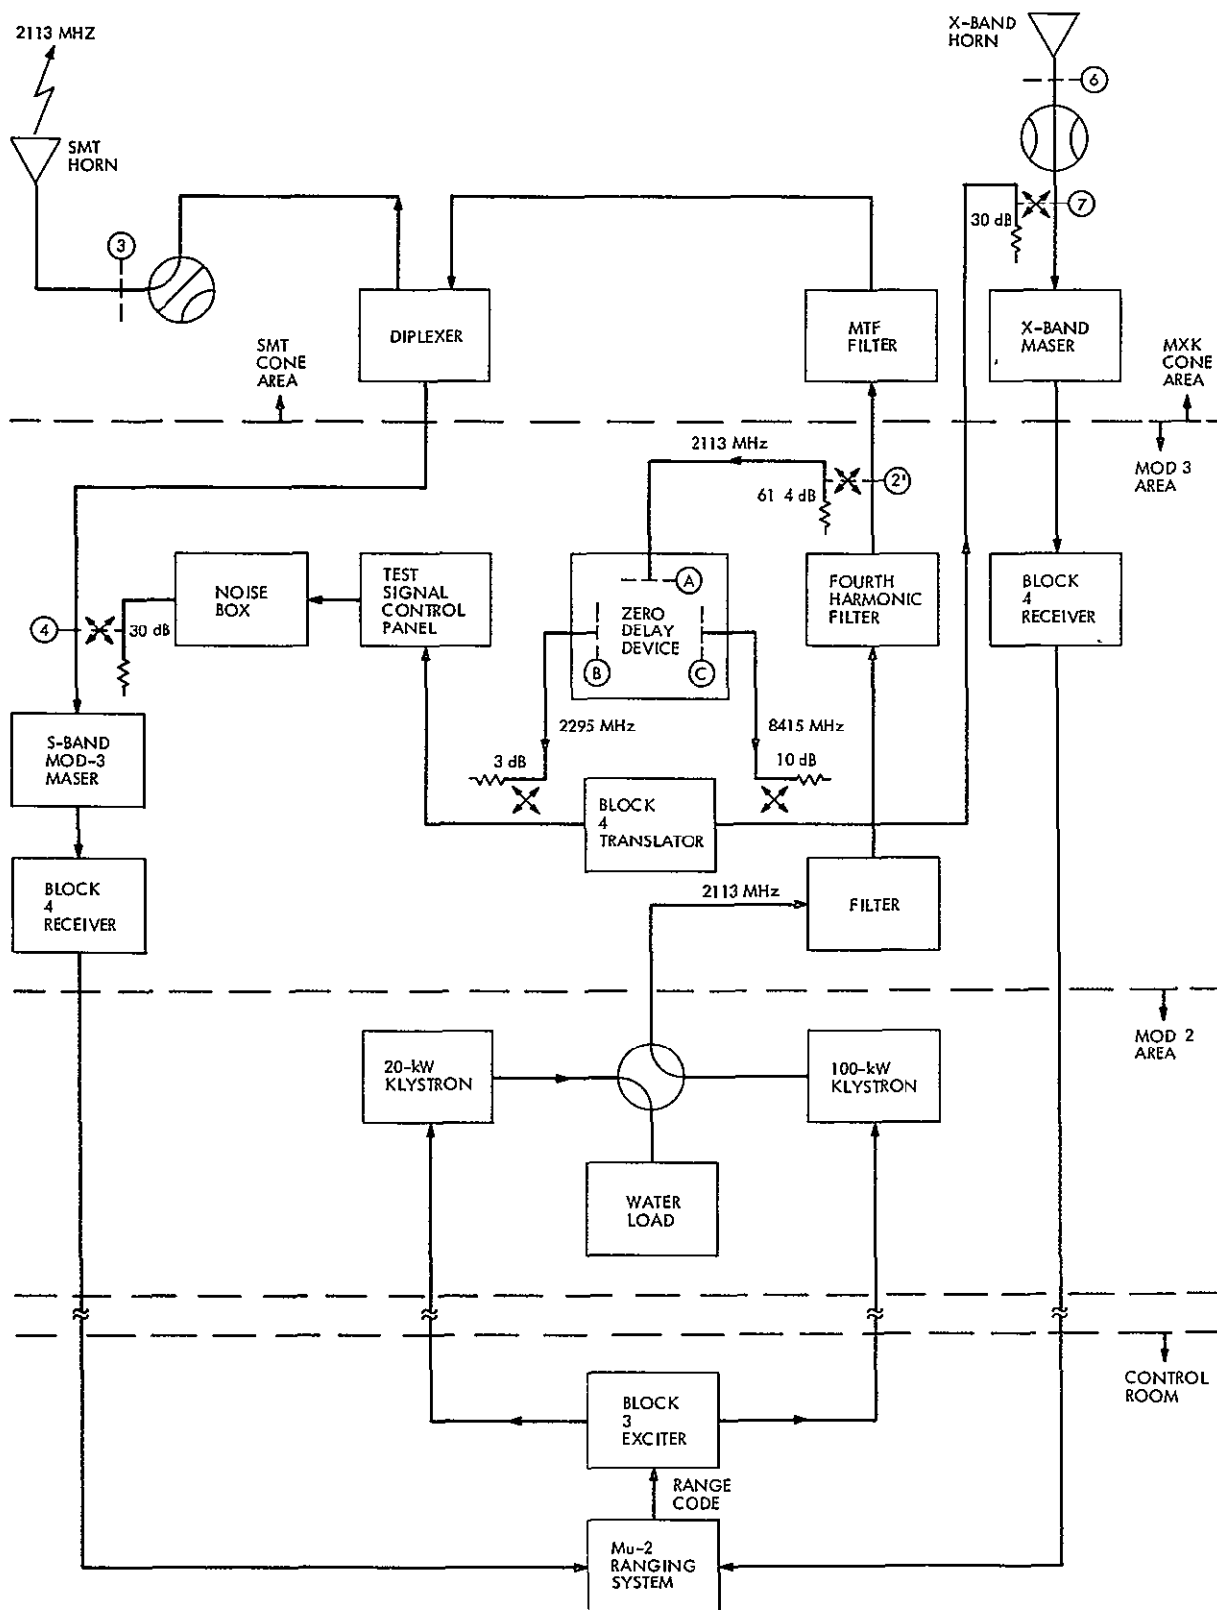 2113 MHZ
X-BAND
HORN
6
SMT
HORN
7
30 dB
3
DIPLEXER
MTF
FILTER
X-BAND
MASER
SMT
CONE
AREA
MXK
CONE
AREA
2113 MHz
MOD 3
AREA
2'
61 4 dB
NOISE
BOX
TEST
SIGNAL
CONTROL
PANEL
A
ZERO
DELAY
DEVICE
B
C
FOURTH
HARMONIC
FILTER
BLOCK
4
RECEIVER
4
30 dB
2295 MHz
8415 MHz
S-BAND
MOD-3
MASER
3 dB
10 dB
BLOCK
4
TRANSLATOR
BLOCK
4
RECEIVER
2113 MHz
FILTER
MOD 2
AREA
20-kW
KLYSTRON
100-kW
KLYSTRON
WATER
LOAD
CONTROL
ROOM
BLOCK
3
EXCITER
RANGE
CODE
Mu-2
RANGING
SYSTEM